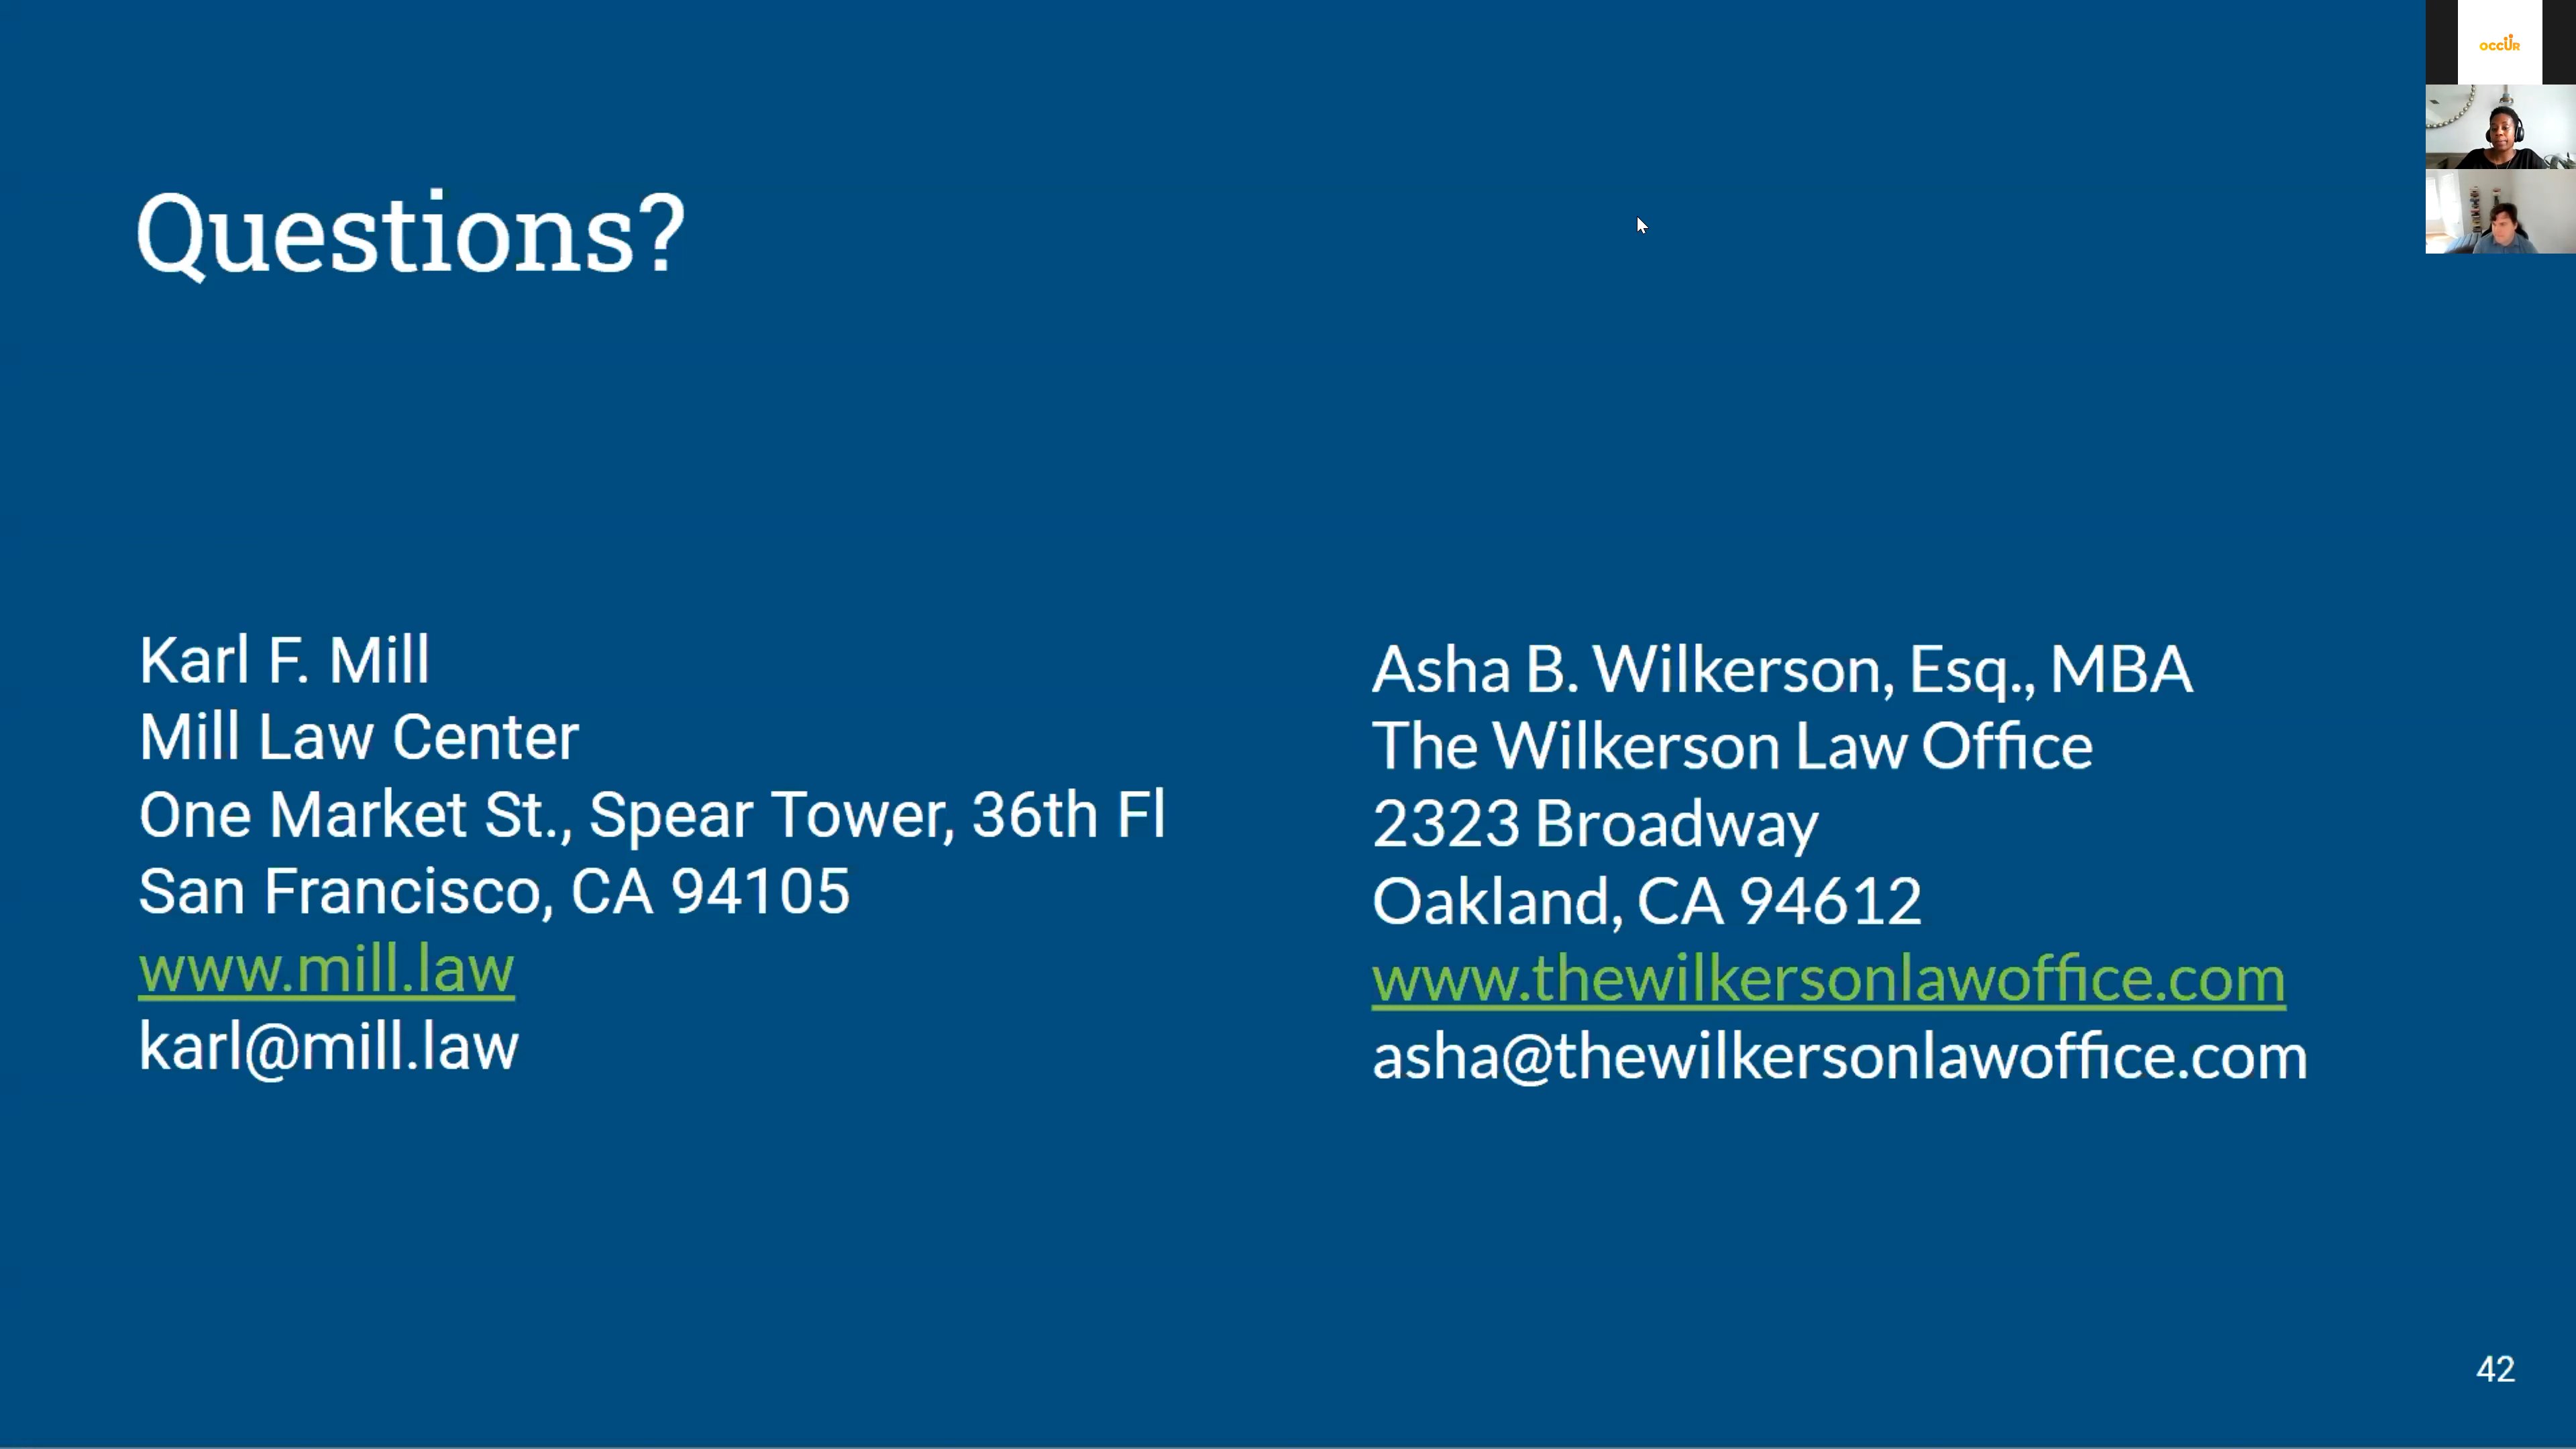 occUR
Questions?
Karl F. Mill
Mill Law Center
One Market St., Spear Tower, 36th Fl
San Francisco, CA 94105
www.mill.law
karl@mill.law
Asha B. Wilkerson, Esq., MBA
The Wilkerson Law Office
2323 Broadway
Oakland, CA 94612
www.thewilkersonlawoffice.com
asha@thewilkersonlawoffice.com
42